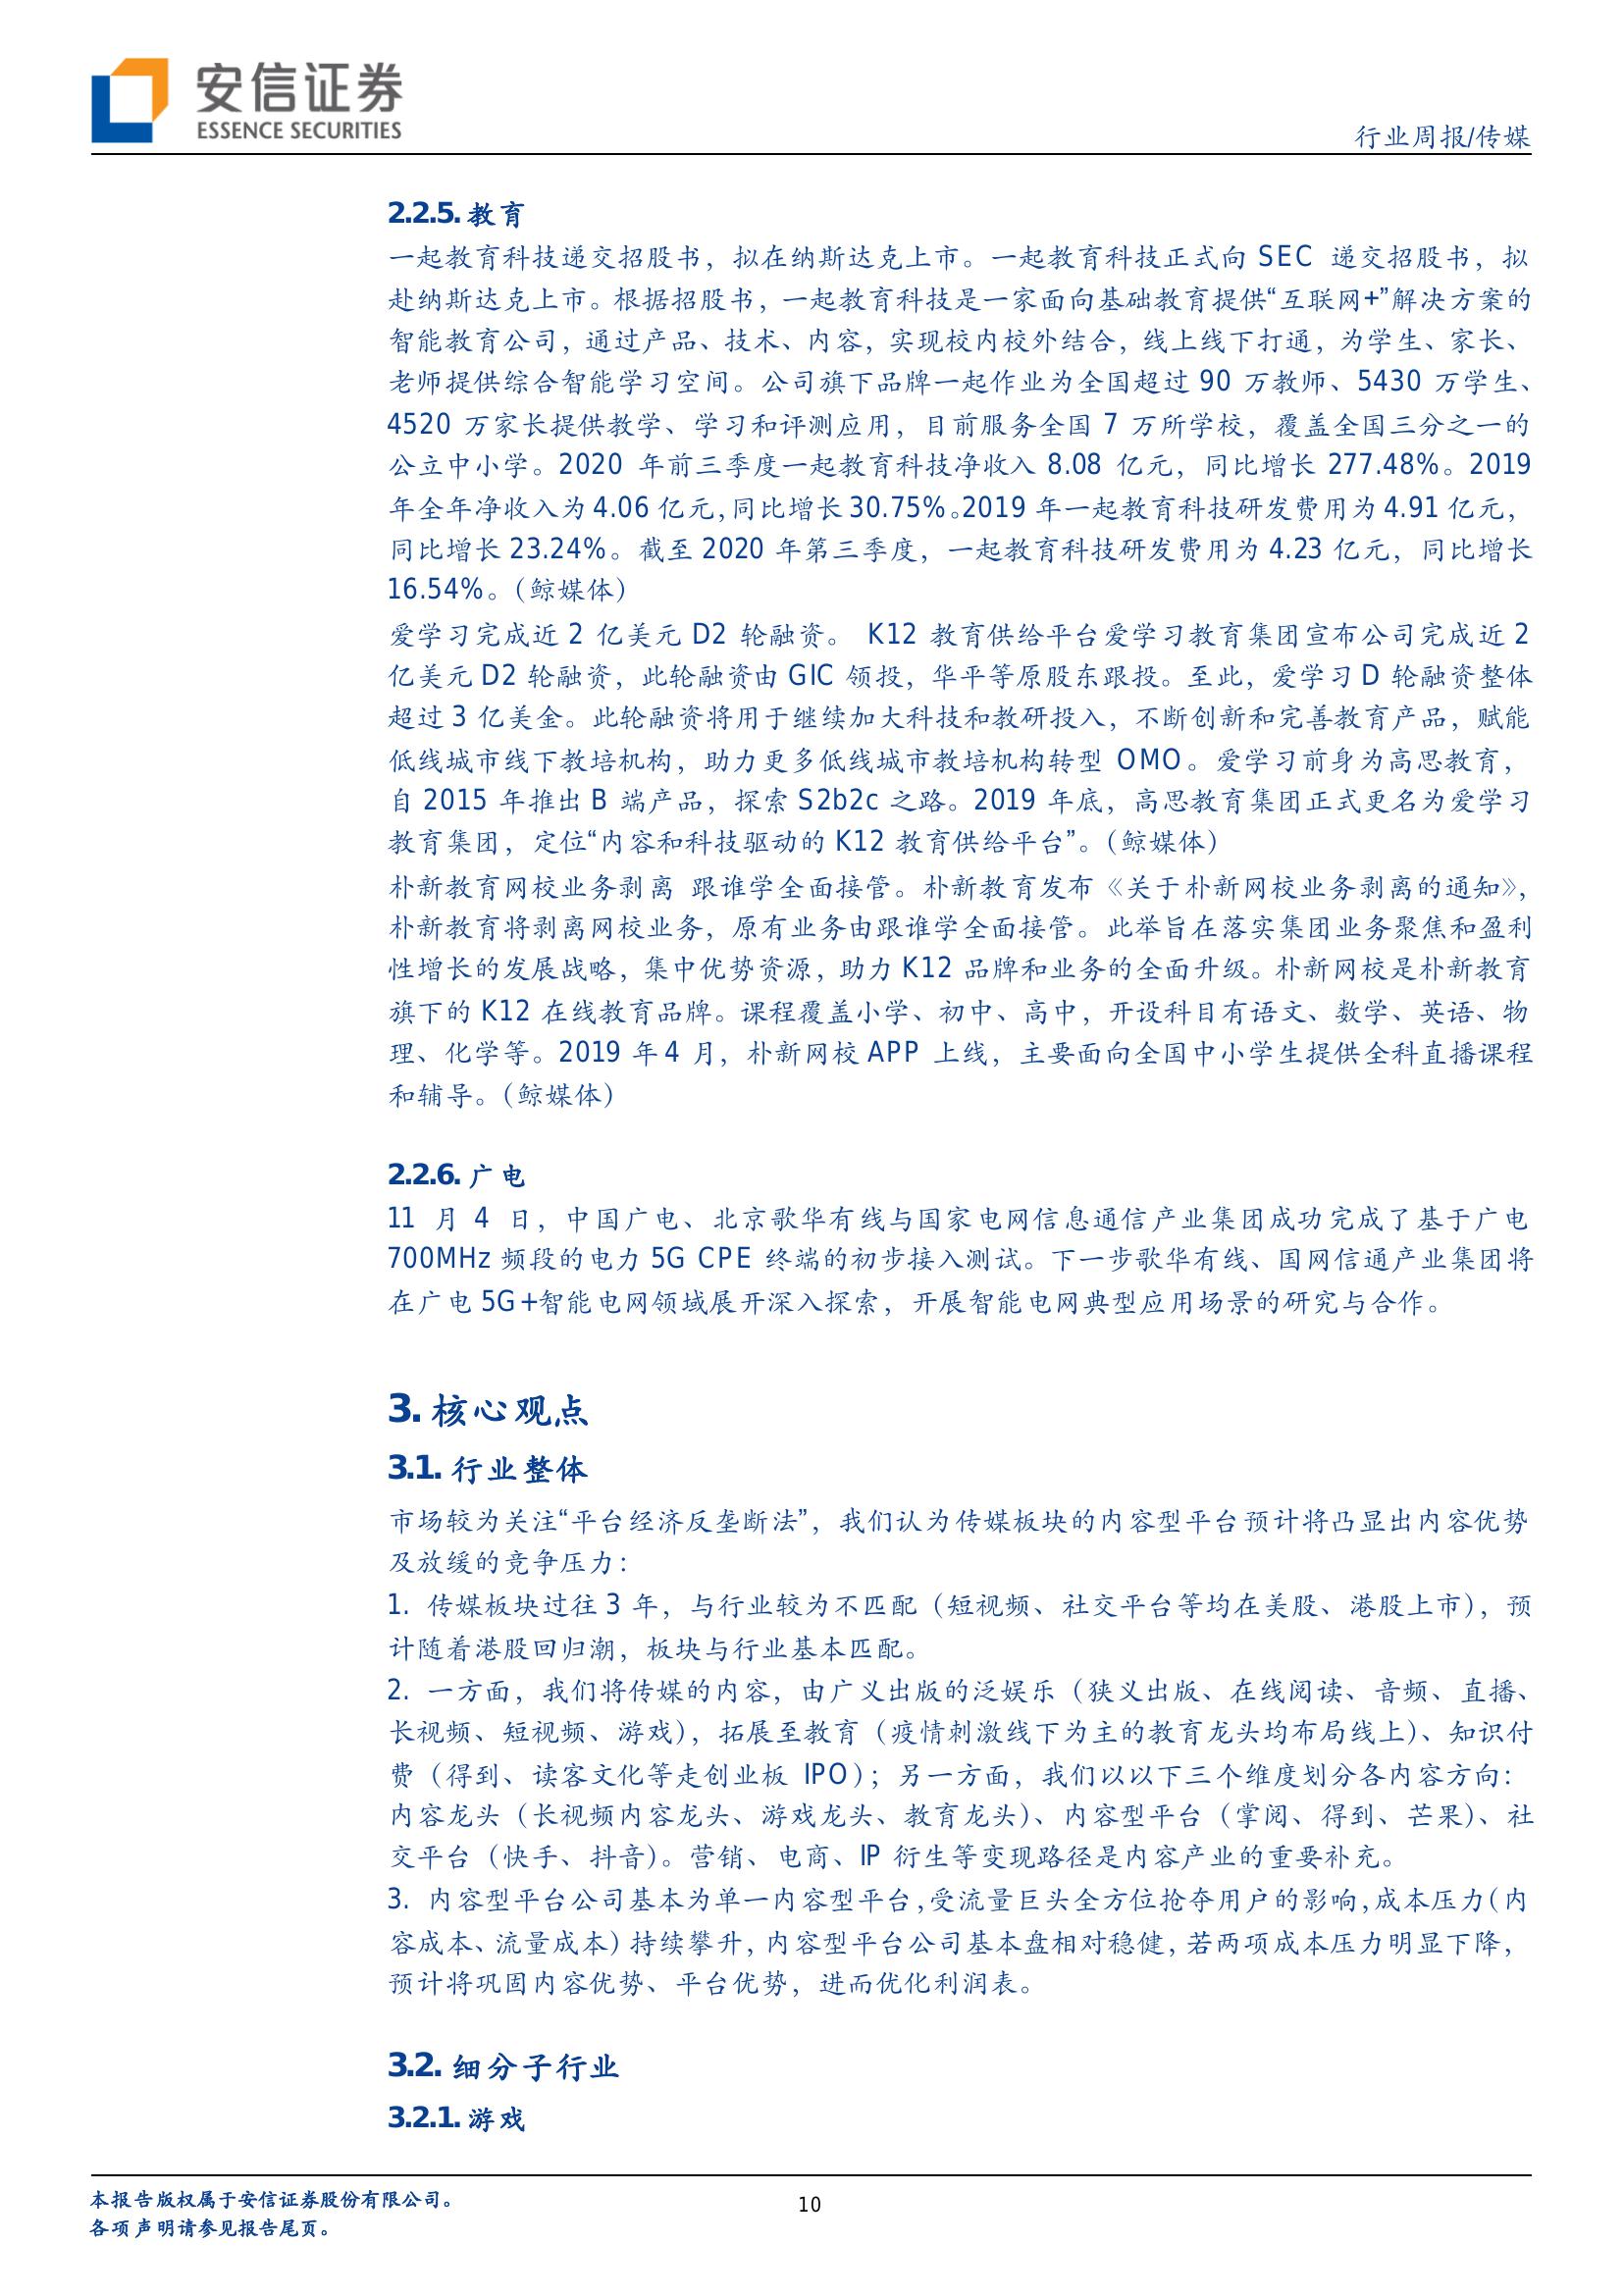 安信证券
ESSENCE SECURITIES
行业周报/传媒
2.2.5. 教育
一起教育科技递交招股书，拟在纳斯达克上市。一起教育科技正式向 SEC 递交招股书，拟
赴纳斯达克上市。根据招股书，一起教育科技是一家面向基础教育提供“互联网+”解决方案的
智能教育公司，通过产品、技术、内容，实现校内校外结合，线上线下打通，为学生、家长、
老师提供综合智能学习空间。公司旗下品牌一起作业为全国超过 90 万教师、5430 万学生、
4520 万家长提供教学、学习和评测应用，目前服务全国 7 万所学校，覆盖全国三分之一的
公立中小学。2020 年前三季度一起教育科技净收入 8.08 亿元，同比增长 277.48%。2019
年全年净收入为 4.06 亿元，同比增长 30.75%。2019 年一起教育科技研发费用为 4.91 亿元，
同比增长 23.24%。截至 2020 年第三季度，一起教育科技研发费用为 4.23 亿元，同比增长
16.54%。（鲸媒体）
爱学习完成近 2 亿美元 D2 轮融资。 K12 教育供给平台爱学习教育集团宣布公司完成近 2
亿美元 D2 轮融资，此轮融资由 GIC 领投，华平等原股东跟投。至此，爱学习 D 轮融资整体
超过 3 亿美金。此轮融资将用于继续加大科技和教研投入，不断创新和完善教育产品，赋能
低线城市线下教培机构，助力更多低线城市教培机构转型 OMO。爱学习前身为高思教育，
自 2015 年推出 B 端产品，探索 S2b2c 之路。2019 年底，高思教育集团正式更名为爱学习
教育集团，定位“内容和科技驱动的 K12 教育供给平台”。（鲸媒体）
朴新教育网校业务剥离 跟谁学全面接管。朴新教育发布《关于朴新网校业务剥离的通知》，
朴新教育将剥离网校业务，原有业务由跟谁学全面接管。此举旨在落实集团业务聚焦和盈利
性增长的发展战略，集中优势资源，助力 K12 品牌和业务的全面升级。朴新网校是朴新教育
旗下的 K12 在线教育品牌。课程覆盖小学、初中、高中，开设科目有语文、数学、英语、物
理、化学等。2019 年 4 月，朴新网校 APP 上线，主要面向全国中小学生提供全科直播课程
和辅导。（鲸媒体）
2.2.6. 广电
11 月 4 日，中国广电、北京歌华有线与国家电网信息通信产业集团成功完成了基于广电
700MHz 频段的电力 5G CPE 终端的初步接入测试。下一步歌华有线、国网信通产业集团将
在广电 5G+智能电网领域展开深入探索，开展智能电网典型应用场景的研究与合作。
3. 核心观点
3.1. 行业整体
市场较为关注“平台经济反垄断法”，我们认为传媒板块的内容型平台预计将凸显出内容优势
及放缓的竞争压力：
1. 传媒板块过往 3 年，与行业较为不匹配（短视频、社交平台等均在美股、港股上市），预
计随着港股回归潮，板块与行业基本匹配。
2. 一方面，我们将传媒的内容，由广义出版的泛娱乐（狭义出版、在线阅读、音频、直播、
长视频、短视频、游戏），拓展至教育（疫情刺激线下为主的教育龙头均布局线上）、知识付
费（得到、读客文化等走创业板 IPO）；另一方面，我们以以下三个维度划分各内容方向：
内容龙头（长视频内容龙头、游戏龙头、教育龙头）、内容型平台（掌阅、得到、芒果）、社
交平台（快手、抖音）。营销、电商、IP 衍生等变现路径是内容产业的重要补充。
3. 内容型平台公司基本为单一内容型平台，受流量巨头全方位抢夺用户的影响，成本压力（内
容成本、流量成本）持续攀升，内容型平台公司基本盘相对稳健，若两项成本压力明显下降，
预计将巩固内容优势、平台优势，进而优化利润表。
3.2. 细分子行业
3.2.1. 游戏
本报告版权属于安信证券股份有限公司。
10
各项声明请参见报告尾页。